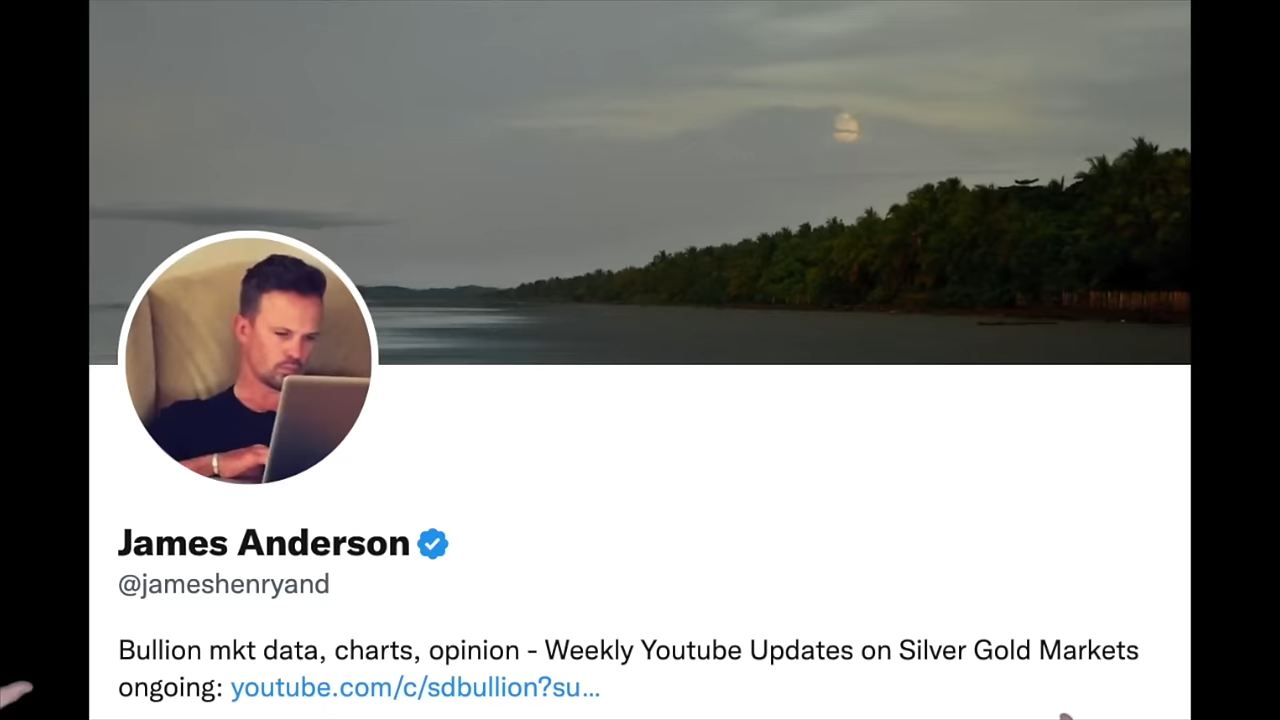 James Anderson
@jameshenryand
Bullion mkt data, charts, opinion - Weekly Youtube Updates on Silver Gold Markets
ongoing: youtube.com/c/sdbullion?su...